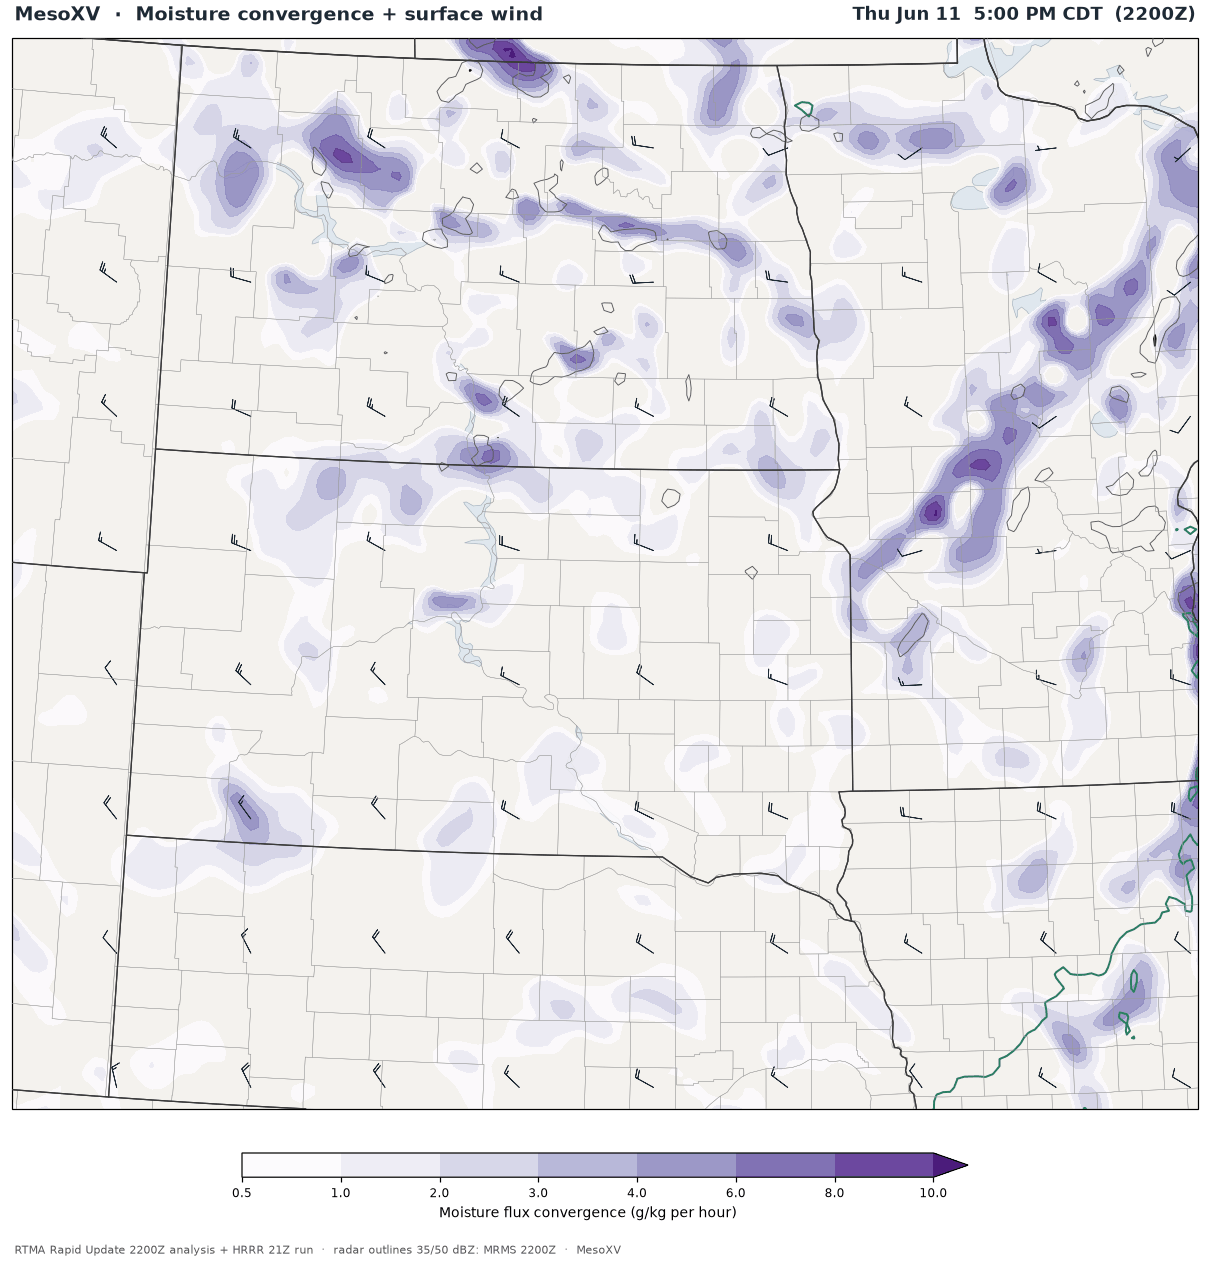 MesoXV · Moisture convergence + surface wind
Thu Jun 11 5:00 PM CDT (2200Z)
0.5 1.0 2.0 3.0 4.0 6.0 8.0 10.0
Moisture flux convergence (g/kg per hour)
RTMA Rapid Update 2200Z analysis + HRRR 21Z run · radar outlines 35/50 dBZ: MRMS 2200Z · MesoXV